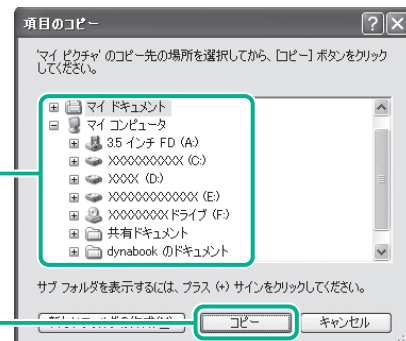 項目のコピー
'マイ ピクチャ' のコピー先の場所を選択してから、[コピー] ボタンをクリック
してください。
マイ ドキュメント
マイ コンピュータ
3.5 インチ FD (A:)
XXXXXXXXXX (C:)
XXXX (D:)
XXXXXXXXXXXX (E:)
XXXXXXXXドライブ (F:)
共有ドキュメント
dynabook のドキュメント
サブ フォルダを表示するには、プラス (+) サインをクリックしてください。
コピー
キャンセル